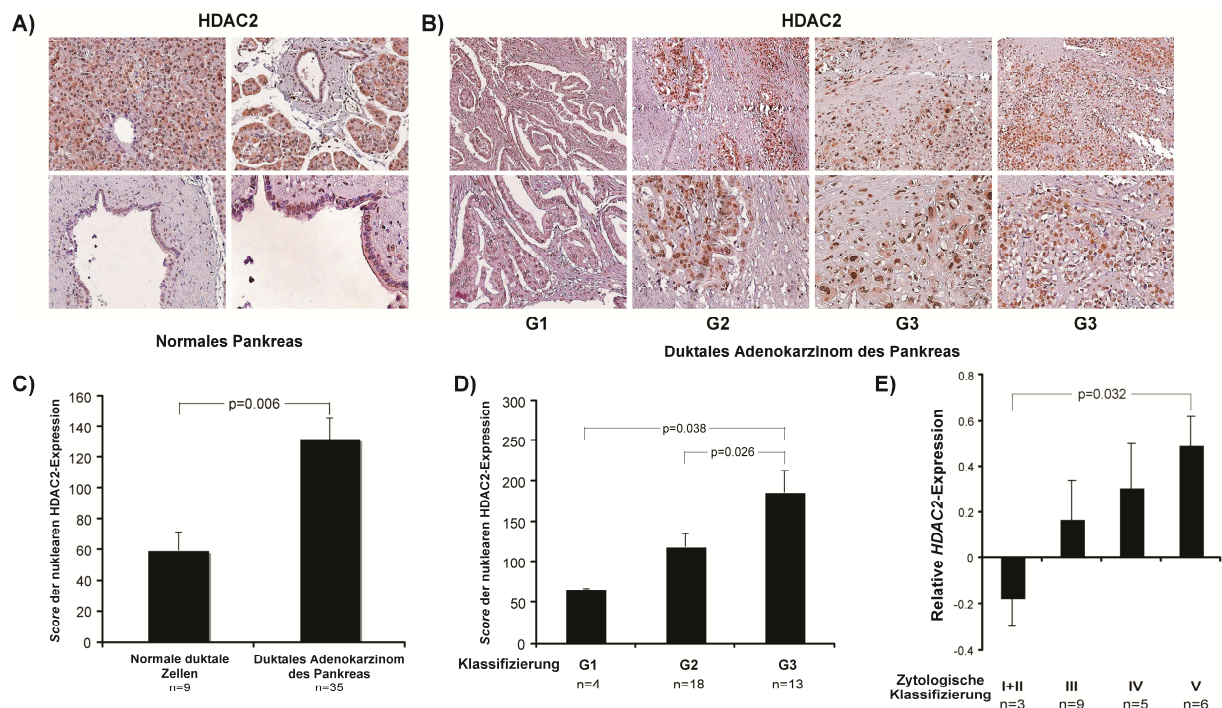 A)
HDAC2
Normales Pankreas
B)
HDAC2
G1 G2 G3 G3
Duktales Adenokarzinom des Pankreas
C)
Score der nuklearen HDAC2-Expression
160
140
120
100
80
60
40
20
0
p=0.006
Normale duktale
Zellen
n=9
Duktales Adenokarzinom
des Pankreas
n=35
D)
Score der nuklearen HDAC2-Expression
300
250
200
150
100
50
0
p=0.038
p=0.026
Klassifizierung G1 G2 G3
n=4 n=18 n=13
E)
Relative HDAC2-Expression
0.8
0.6
0.4
0.2
0
-0.2
-0.4
p=0.032
Zytologische
Klassifizierung
I+II III IV V
n=3 n=9 n=5 n=6